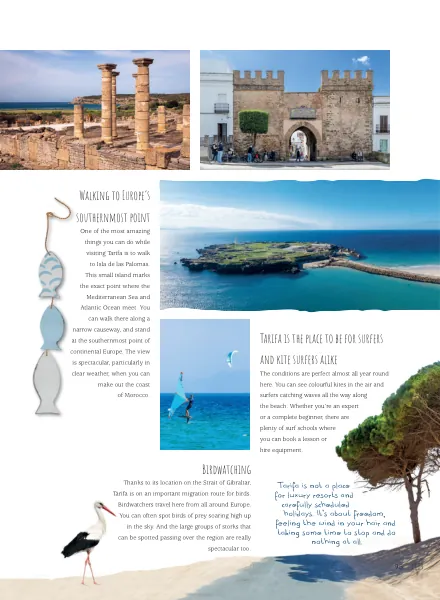 WALKING TO EUROPE'S
SOUTHERNMOST POINT
One of the most amazing
things you can do while
visiting Tarifa is to walk
to Isla de las Palomas.
This small island marks
the exact point where the
Mediterranean Sea and
Atlantic Ocean meet. You
can walk there along a
narrow causeway, and stand
at the southernmost point of
continental Europe. The view
is spectacular, particularly in
clear weather, when you can
make out the coast
of Morocco.
TARIFA IS THE PLACE TO BE FOR SURFERS
AND KITE SURFERS ALIKE
The conditions are perfect almost all year round
here. You can see colourful kites in the air and
surfers catching waves all the way along
the beach. Whether you're an expert
or a complete beginner, there are
plenty of surf schools where
you can book a lesson or
hire equipment.
BIRDWATCHING
Thanks to its location on the Strait of Gibraltar,
Tarifa is on an important migration route for birds.
Birdwatchers travel here from all around Europe.
You can often spot birds of prey soaring high up
in the sky. And the large groups of storks that
can be spotted passing over the region are really
spectacular too.
Tarifa is not a place
for luxury resorts and
carefully scheduled
holidays. It's about freedom,
feeling the wind in your hair and
taking some time to stop and do
nothing at all.